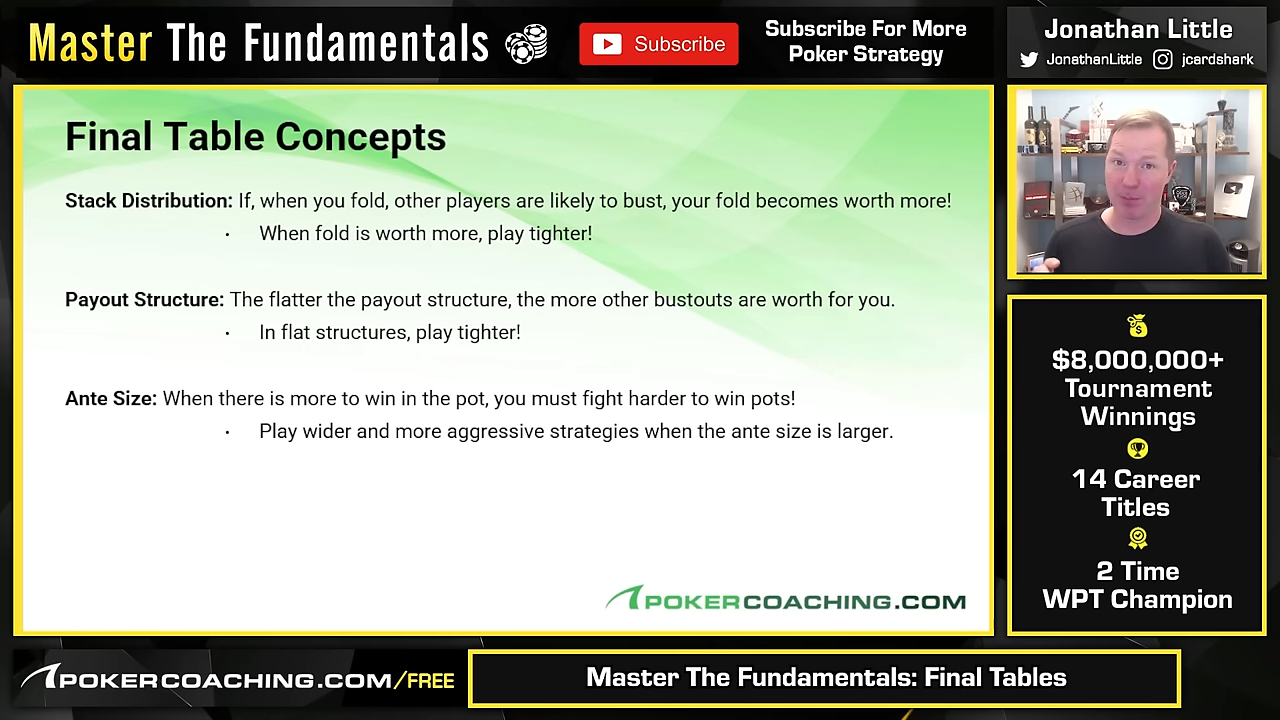 Master The Fundamentals
Subscribe
Subscribe For More
Poker Strategy
Jonathan Little
JonathanLittle
jcardshark
Final Table Concepts
Stack Distribution: If, when you fold, other players are likely to bust, your fold becomes worth more!
· When fold is worth more, play tighter!
Payout Structure: The flatter the payout structure, the more other bustouts are worth for you.
· In flat structures, play tighter!
Ante Size: When there is more to win in the pot, you must fight harder to win pots!
· Play wider and more aggressive strategies when the ante size is larger.
POKERCOACHING.COM
$8,000,000+
Tournament
Winnings
14 Career
Titles
2 Time
WPT Champion
POKERCOACHING.COM/FREE
Master The Fundamentals: Final Tables